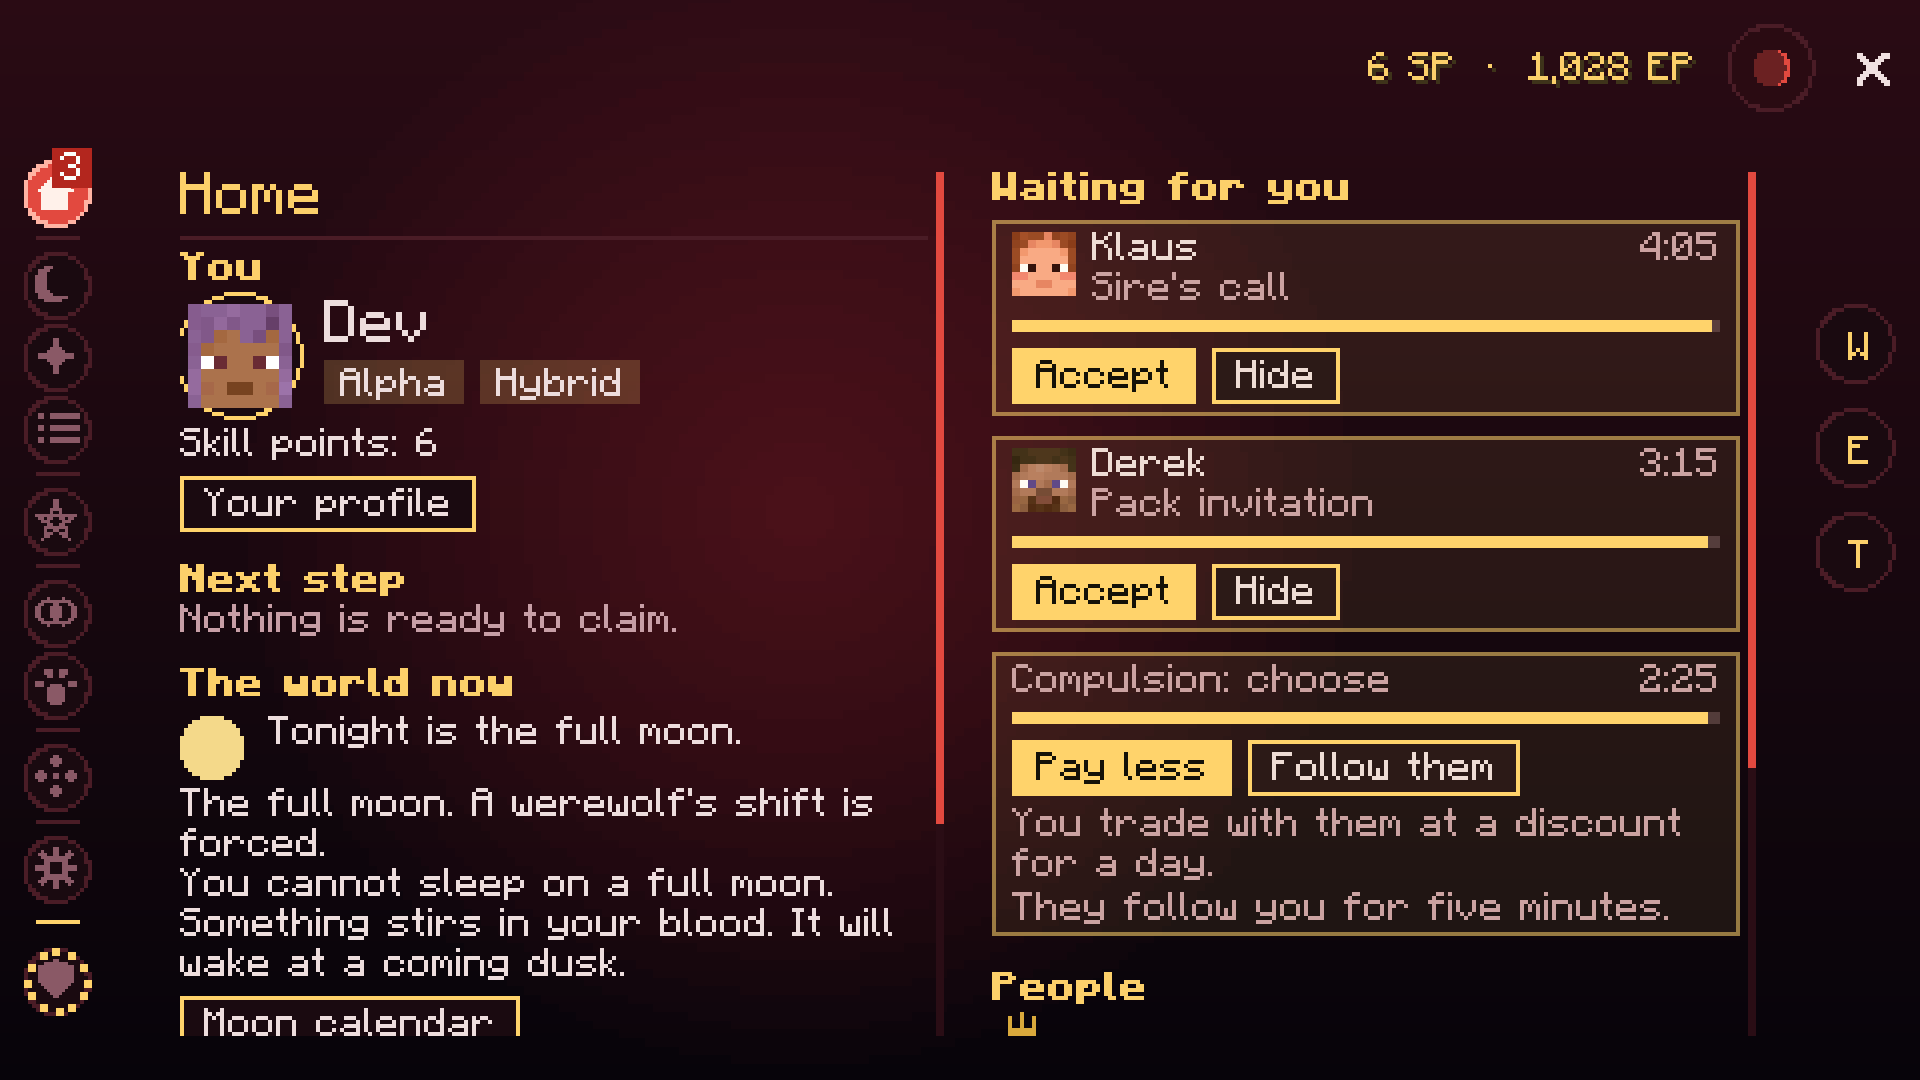 6 SP · 1,028 EP
3
Home
You
Dev
Alpha Hybrid
Skill points: 6
Your profile
Next step
Nothing is ready to claim.
The world now
Tonight is the full moon.
The full moon. A werewolf's shift is
forced.
You cannot sleep on a full moon.
Something stirs in your blood. It will
wake at a coming dusk.
Moon calendar
Waiting for you
Klaus 4:05
Sire's call
Accept Hide
Derek 3:15
Pack invitation
Accept Hide
Compulsion: choose 2:25
Pay less Follow them
You trade with them at a discount
for a day.
They follow you for five minutes.
People
W
E
T